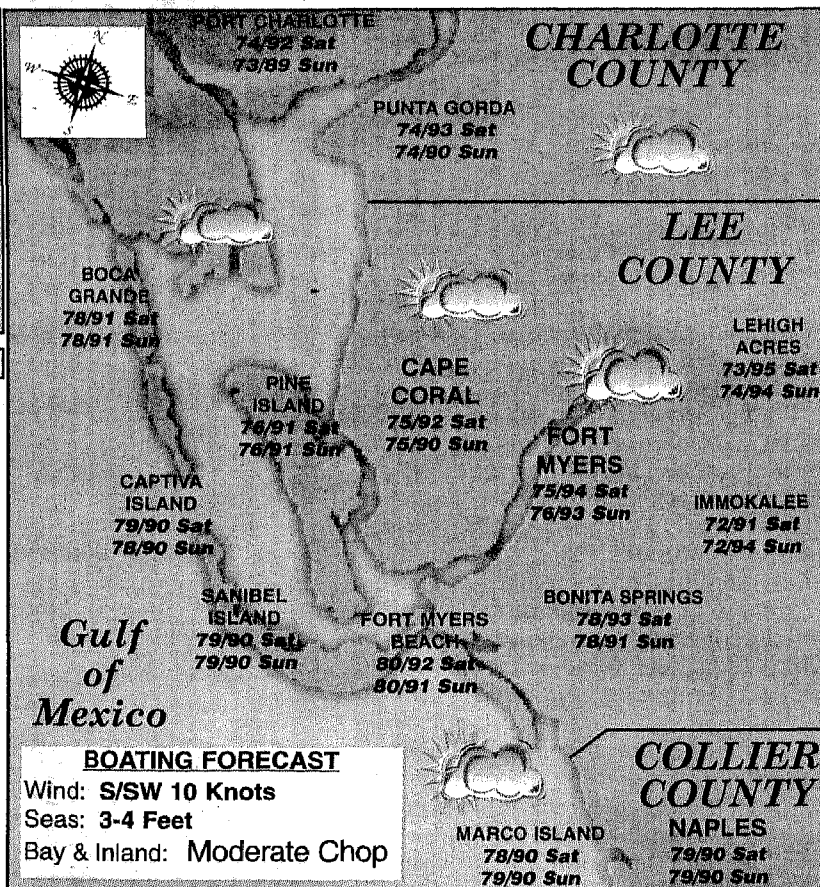 PORT CHARLOTTE
74/92 Sat
73/89 Sun
CHARLOTTE
COUNTY
N
W
E
S
PUNTA GORDA
74/93 Sat
74/90 Sun
LEE
COUNTY
BOCA
GRANDE
78/91 Sat
78/91 Sun
LEHIGH
ACRES
73/95 Sat
74/94 Sun
PINE
ISLAND
76/91 Sat
76/91 Sun
CAPE
CORAL
75/92 Sat
75/90 Sun
FORT
MYERS
75/94 Sat
76/93 Sun
CAPTIVA
ISLAND
79/90 Sat
78/90 Sun
IMMOKALEE
72/91 Sat
72/94 Sun
SANIBEL
ISLAND
79/90 Sat
79/90 Sun
FORT MYERS
BEACH
80/92 Sat
80/91 Sun
BONITA SPRINGS
78/93 Sat
78/91 Sun
Gulf
of
Mexico
BOATING FORECAST
Wind: S/SW 10 Knots
Seas: 3-4 Feet
Bay & Inland: Moderate Chop
COLLIER
COUNTY
MARCO ISLAND
78/90 Sat
79/90 Sun
NAPLES
79/90 Sat
79/90 Sun